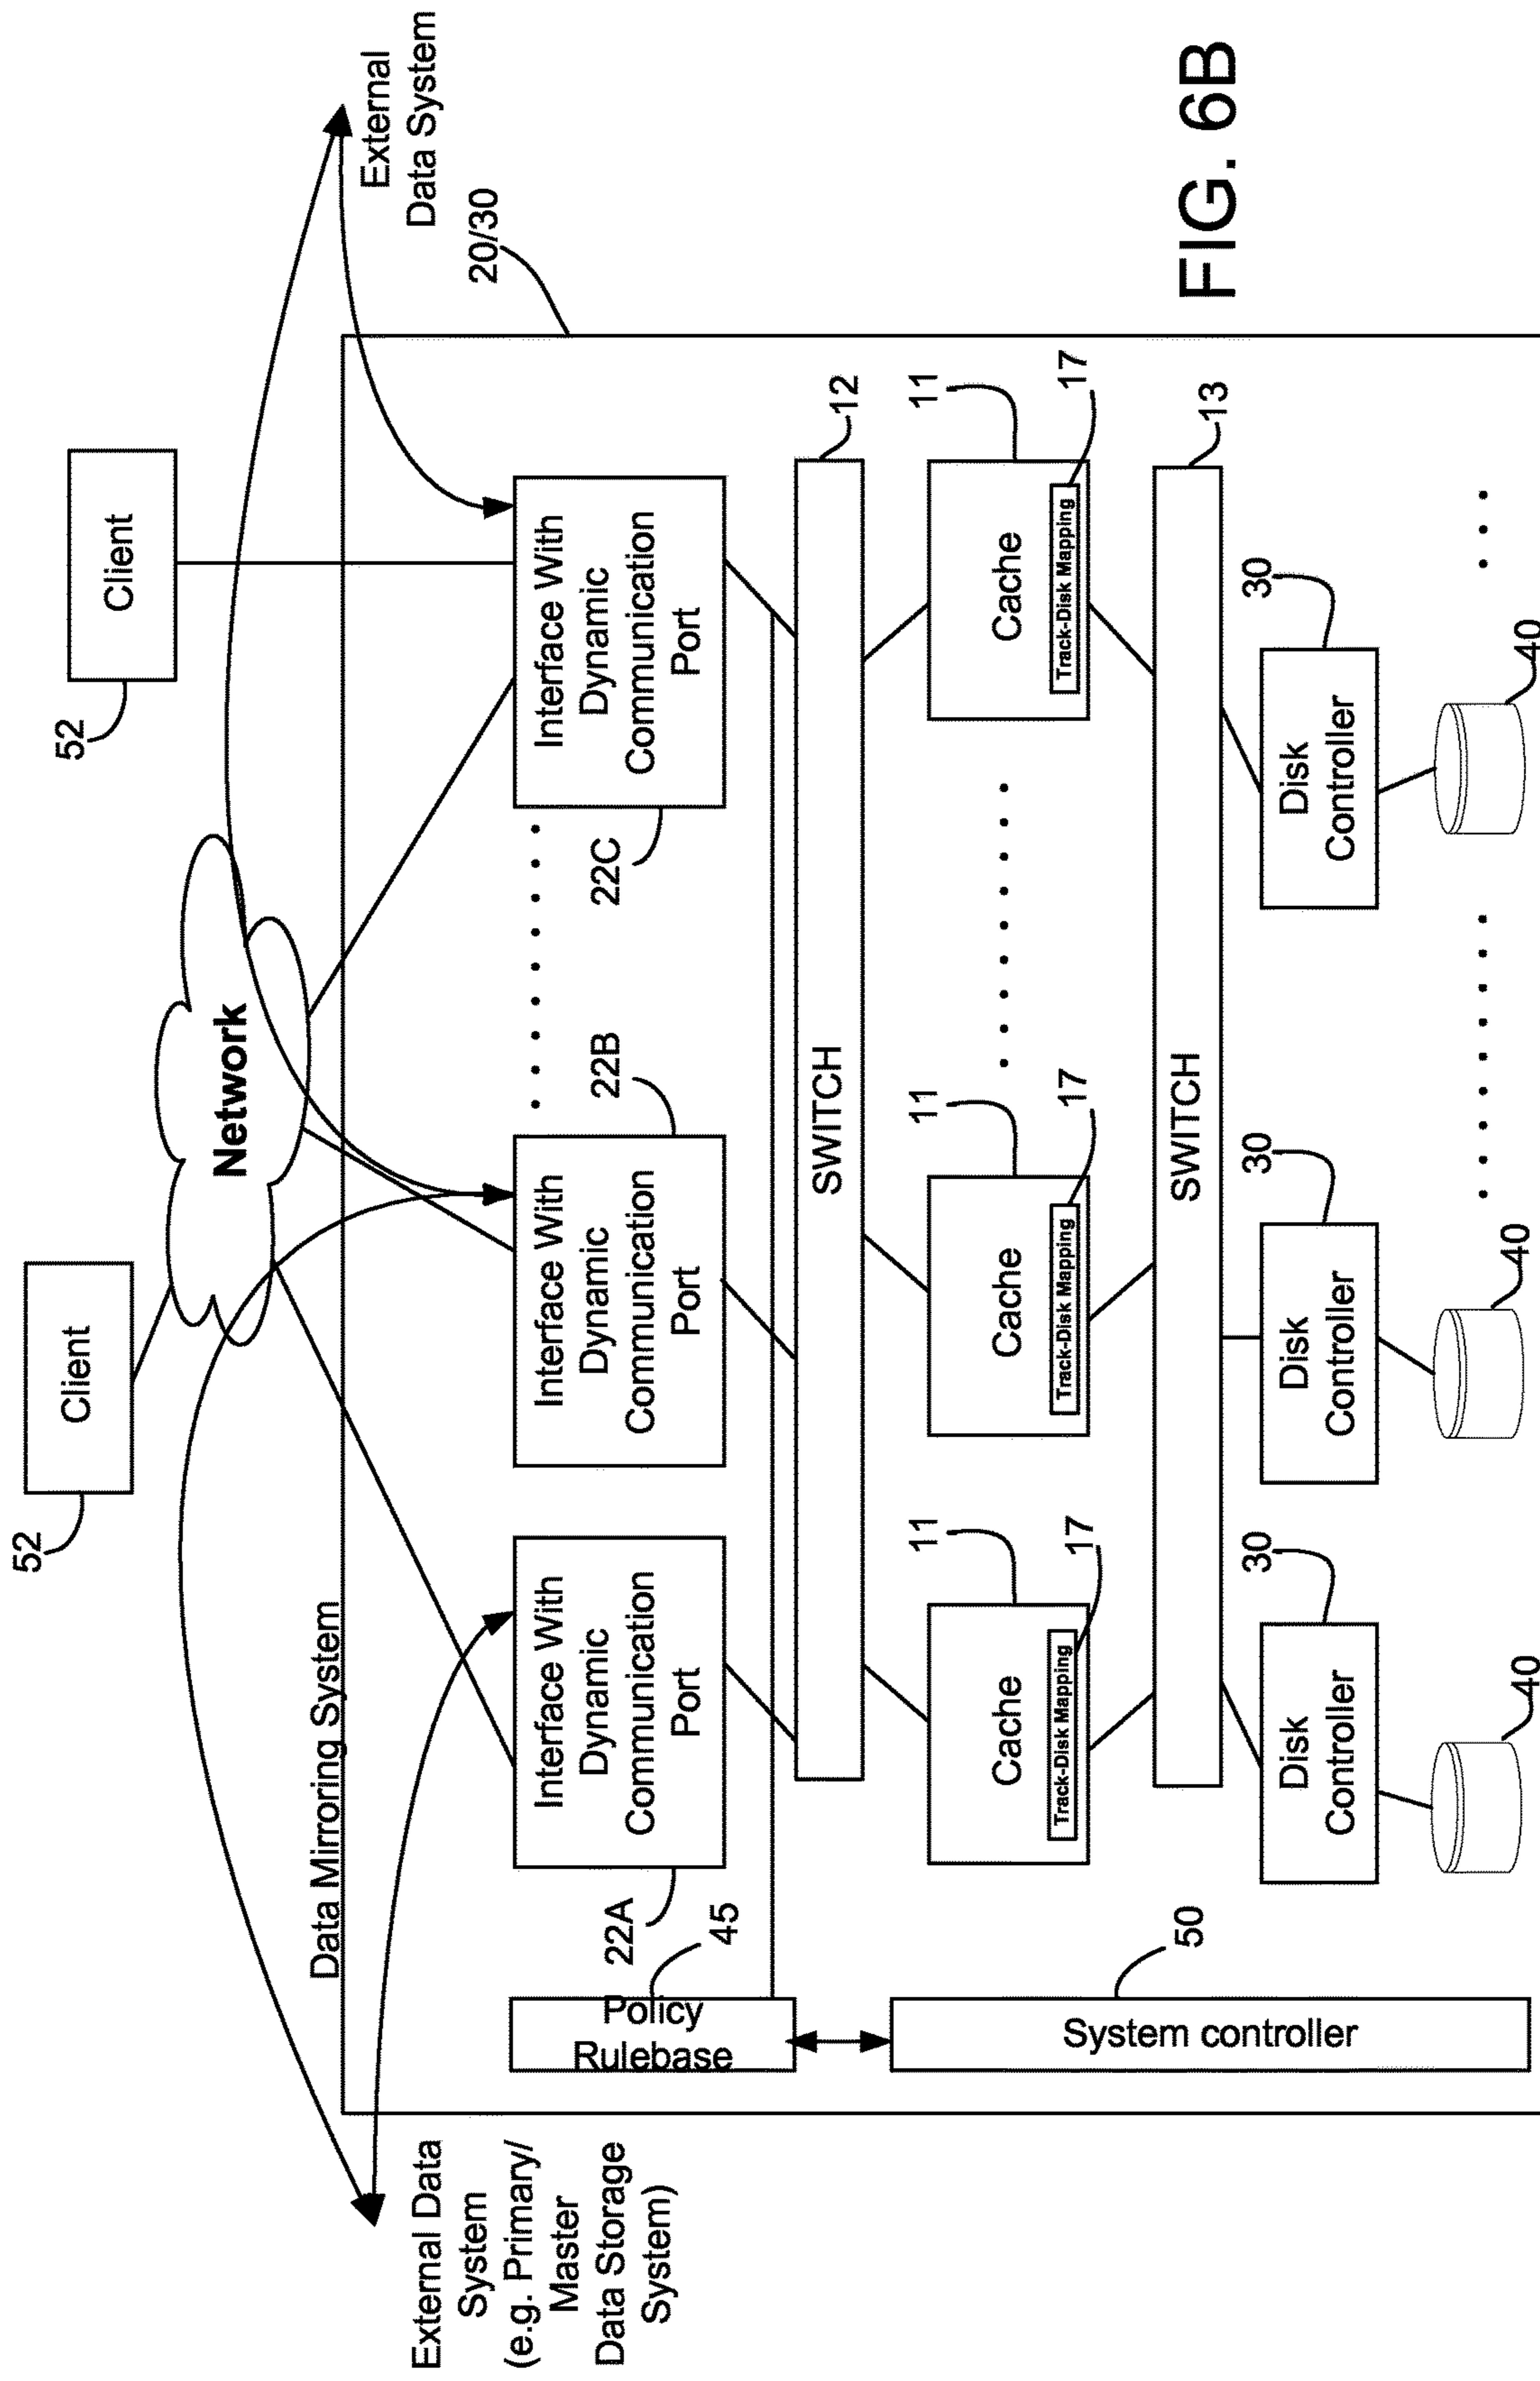 52
Client
52
Client
Network
External
Data System
Data Mirroring System
20/30
External Data
System
(e.g. Primary/
Master
Data Storage
System)
Policy
Rulebase
45
System controller
50
Interface With
Dynamic
Communication
Port
22A
Interface With
Dynamic
Communication
Port
22B
Interface With
Dynamic
Communication
Port
22C
SWITCH
12
Cache
Track-Disk Mapping
11
17
Cache
Track-Disk Mapping
11
17
Cache
Track-Disk Mapping
11
17
SWITCH
13
Disk
Controller
30
Disk
Controller
30
Disk
Controller
30
40
40
40
FIG. 6B